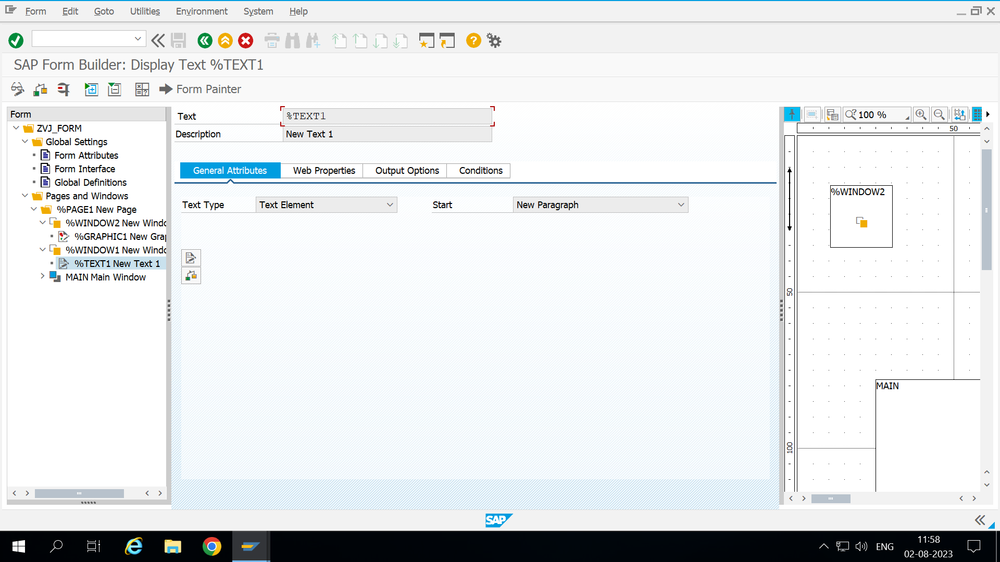 Form Edit Goto Utilities Environment System Help
SAP Form Builder: Display Text %TEXT1
Form Painter
Form
ZVJ_FORM
Global Settings
Form Attributes
Form Interface
Global Definitions
Pages and Windows
%PAGE1 New Page
%WINDOW2 New Windo
%GRAPHIC1 New Gra
%WINDOW1 New Windo
%TEXT1 New Text 1
MAIN Main Window
Text %TEXT1
Description New Text 1
General Attributes Web Properties Output Options Conditions
Text Type Text Element Start New Paragraph
100 %
50
%WINDOW2
50
MAIN
100
SAP
ENG
11:58
02-08-2023